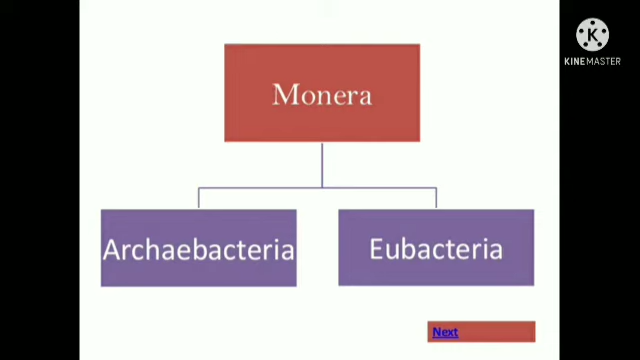 K
KINEMASTER
Monera
Archaebacteria
Eubacteria
Next